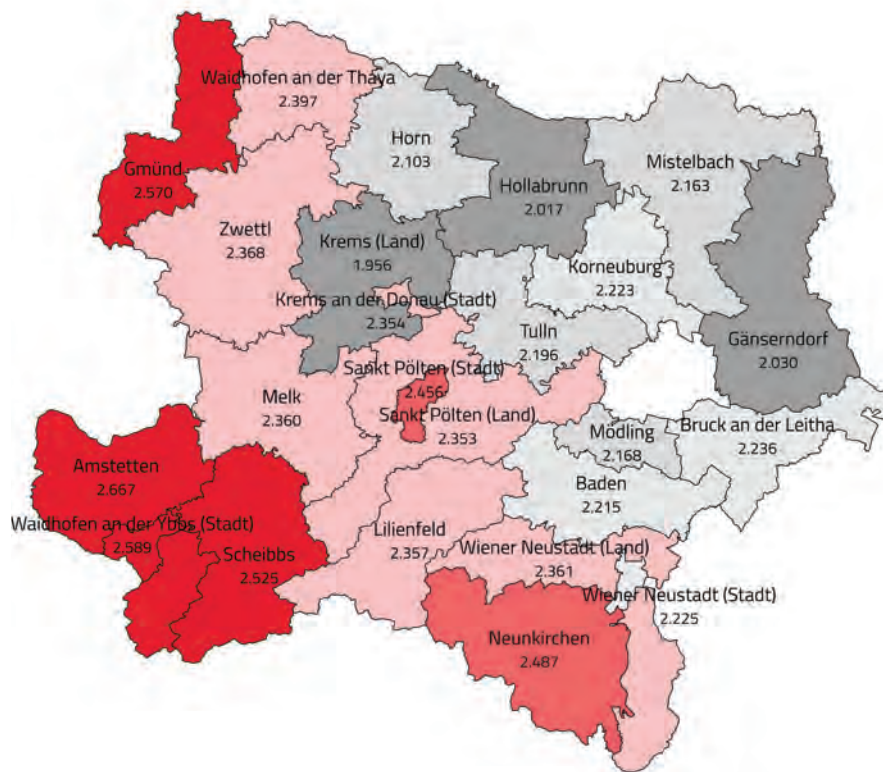 Waidhofen an der Thaya
2.397
Horn
2.103
Mistelbach
2.163
Gmünd
2.570
Hollabrunn
2.017
Zwettl
2.368
Krems (Land)
1.956
Korneuburg
2.223
Krems an der Donau (Stadt)
2.354
Tulln
2.196
Gänserndorf
2.030
Sankt Pölten (Stadt)
2.456
Melk
2.360
Sankt Pölten (Land)
2.353
Mödling
2.168
Bruck an der Leitha
2.236
Amstetten
2.667
Baden
2.215
Waidhofen an der Ybbs (Stadt)
2.589
Scheibbs
2.525
Lilienfeld
2.357
Wiener Neustadt (Land)
2.361
Wiener Neustadt (Stadt)
2.225
Neunkirchen
2.487